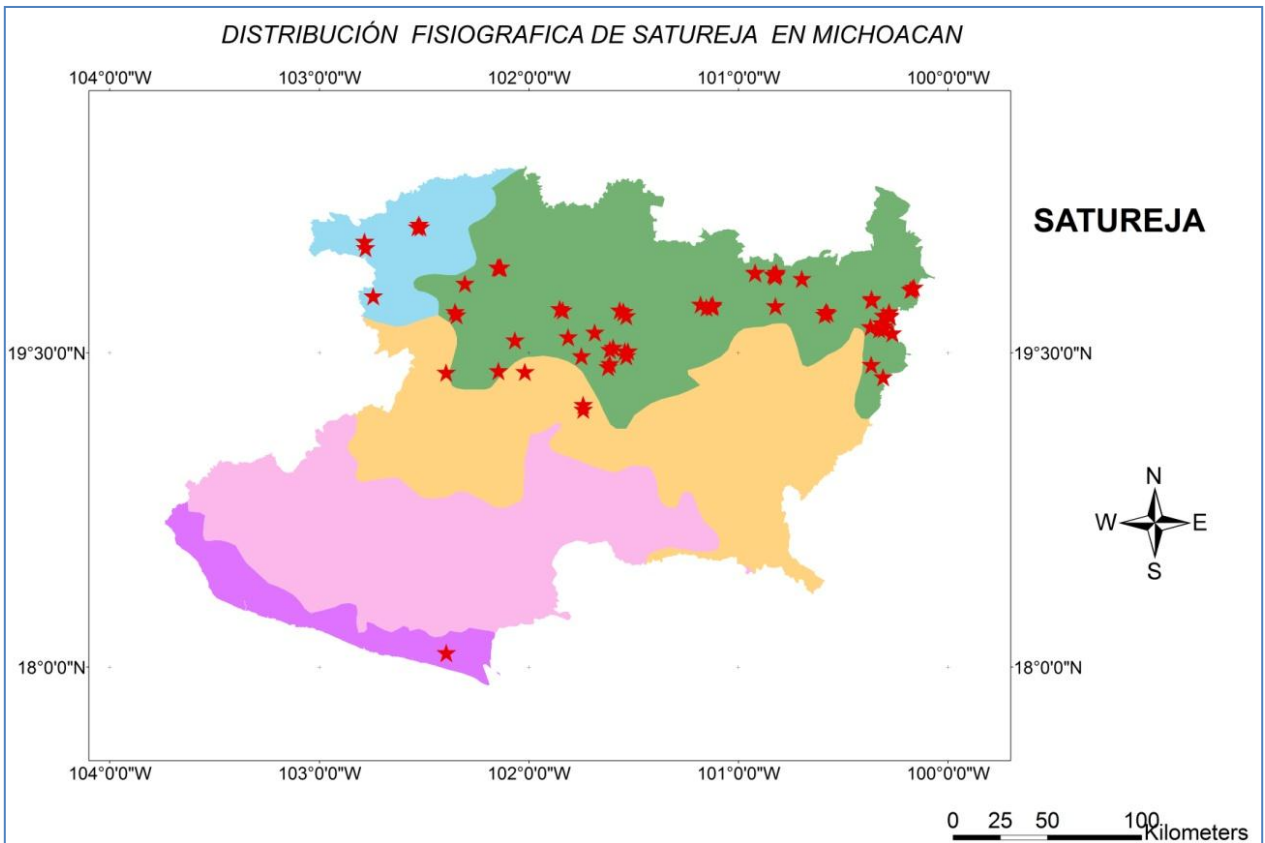 DISTRIBUCIÓN FISIOGRAFICA DE SATUREJA EN MICHOACAN
104°0'0"W 103°0'0"W 102°0'0"W 101°0'0"W 100°0'0"W
SATUREJA
19°30'0"N 19°30'0"N
N
W E
S
18°0'0"N 18°0'0"N
104°0'0"W 103°0'0"W 102°0'0"W 101°0'0"W 100°0'0"W
0 25 50 100
Kilometers